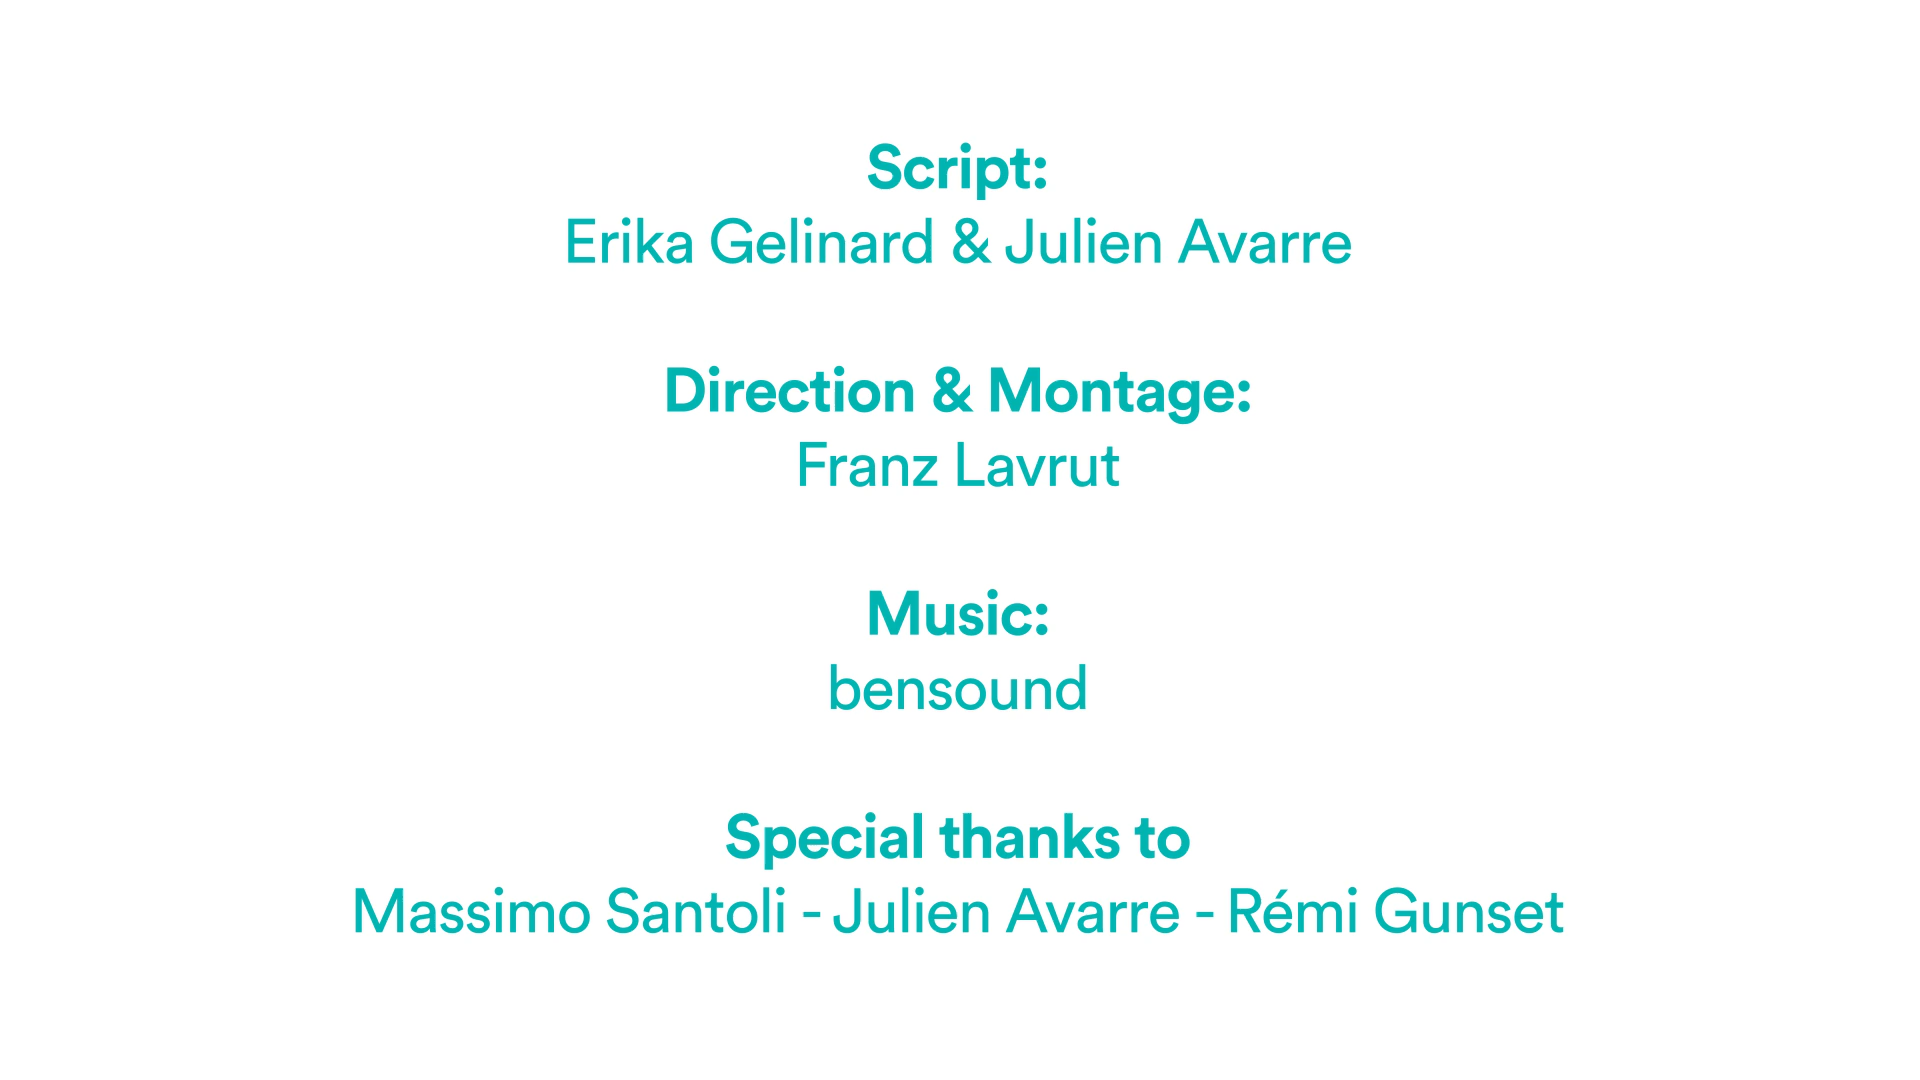 Script:
Erika Gelinard & Julien Avarre
Direction & Montage:
Franz Lavrut
Music:
bensound
Special thanks to
Massimo Santoli - Julien Avarre - Rémi Gunset